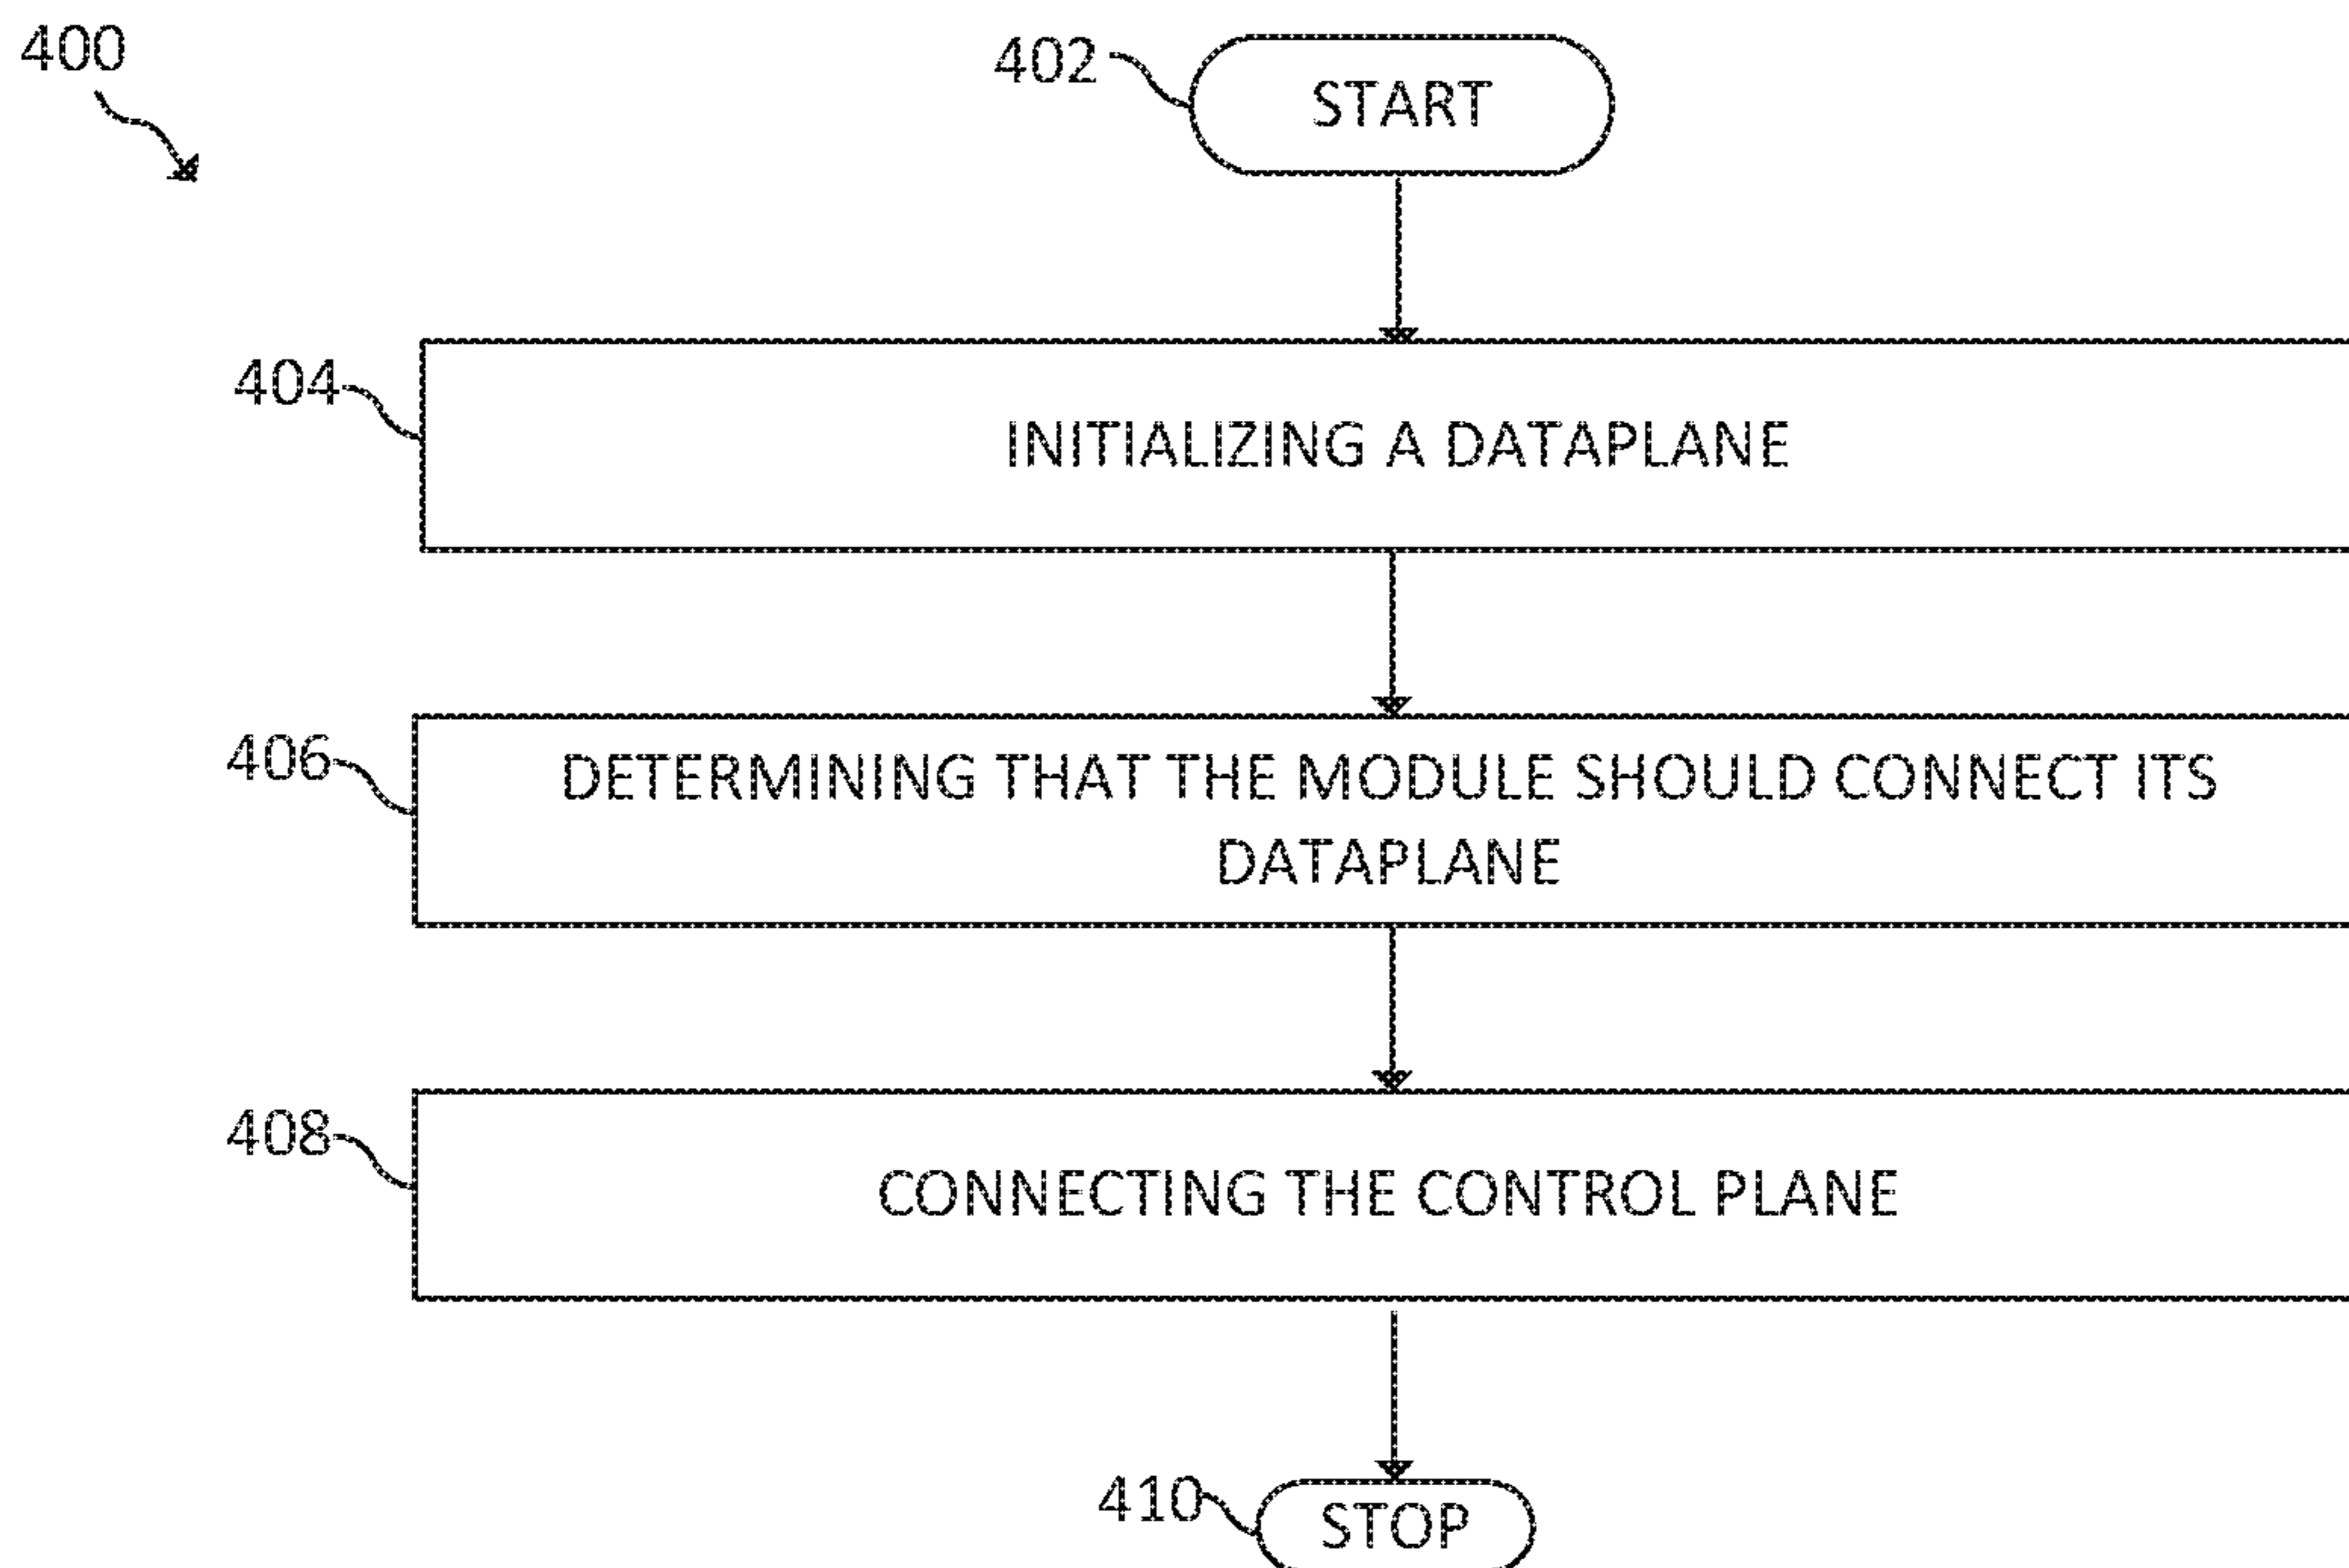 400
402
START
404
INITIALIZING A DATAPLANE
406
DETERMINING THAT THE MODULE SHOULD CONNECT ITS
DATAPLANE
408
CONNECTING THE CONTROL PLANE
410
STOP